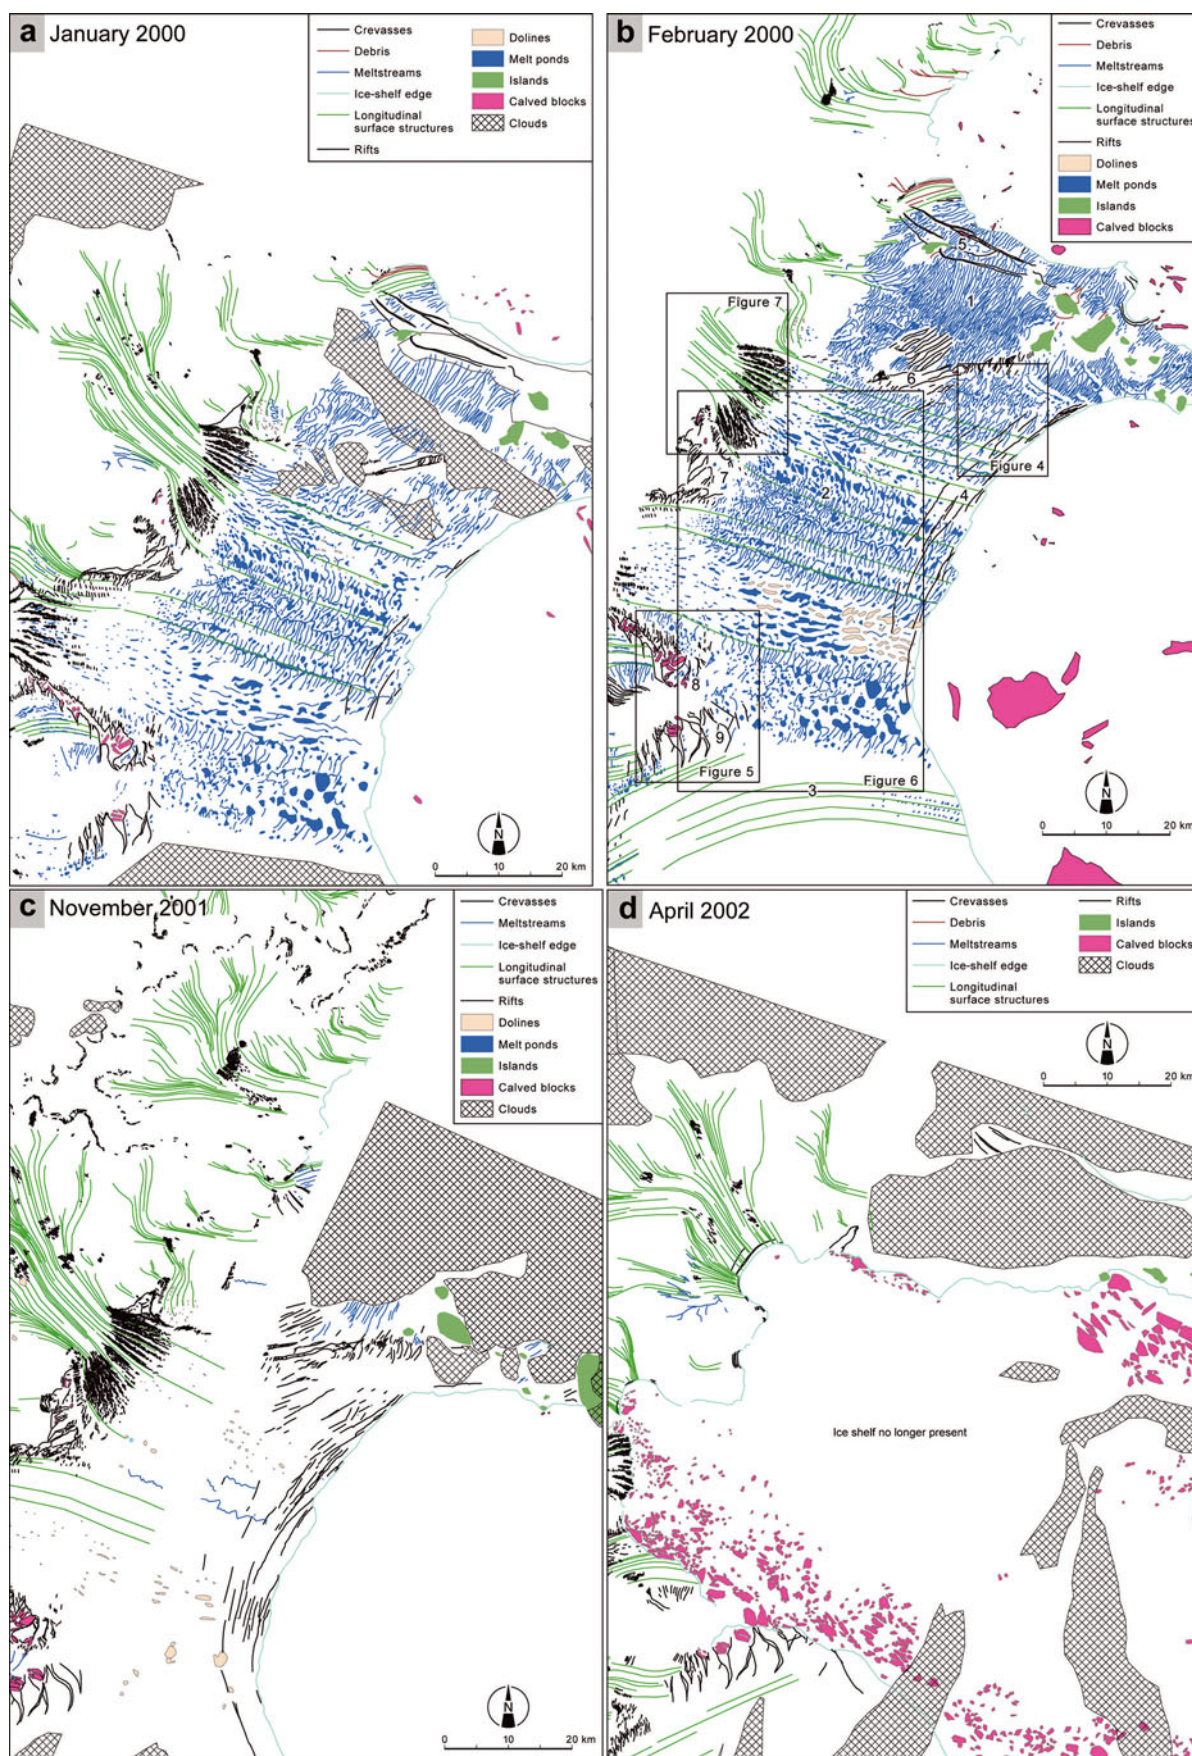 a January 2000
Crevasses
Debris
Meltstreams
Ice-shelf edge
Longitudinal
surface structures
Rifts
Dolines
Melt ponds
Islands
Calved blocks
Clouds
N
0 10 20 km
b February 2000
Crevasses
Debris
Meltstreams
Ice-shelf edge
Longitudinal
surface structures
Rifts
Dolines
Melt ponds
Islands
Calved blocks
5
1
Figure 7
6
Figure 4
7
2
4
8
9
Figure 5
Figure 6
3
N
0 10 20 km
c November 2001
Crevasses
Meltstreams
Ice-shelf edge
Longitudinal
surface structures
Rifts
Dolines
Melt ponds
Islands
Calved blocks
Clouds
N
0 10 20 km
d April 2002
Crevasses
Debris
Meltstreams
Ice-shelf edge
Longitudinal
surface structures
Rifts
Islands
Calved blocks
Clouds
N
0 10 20 km
Ice shelf no longer present